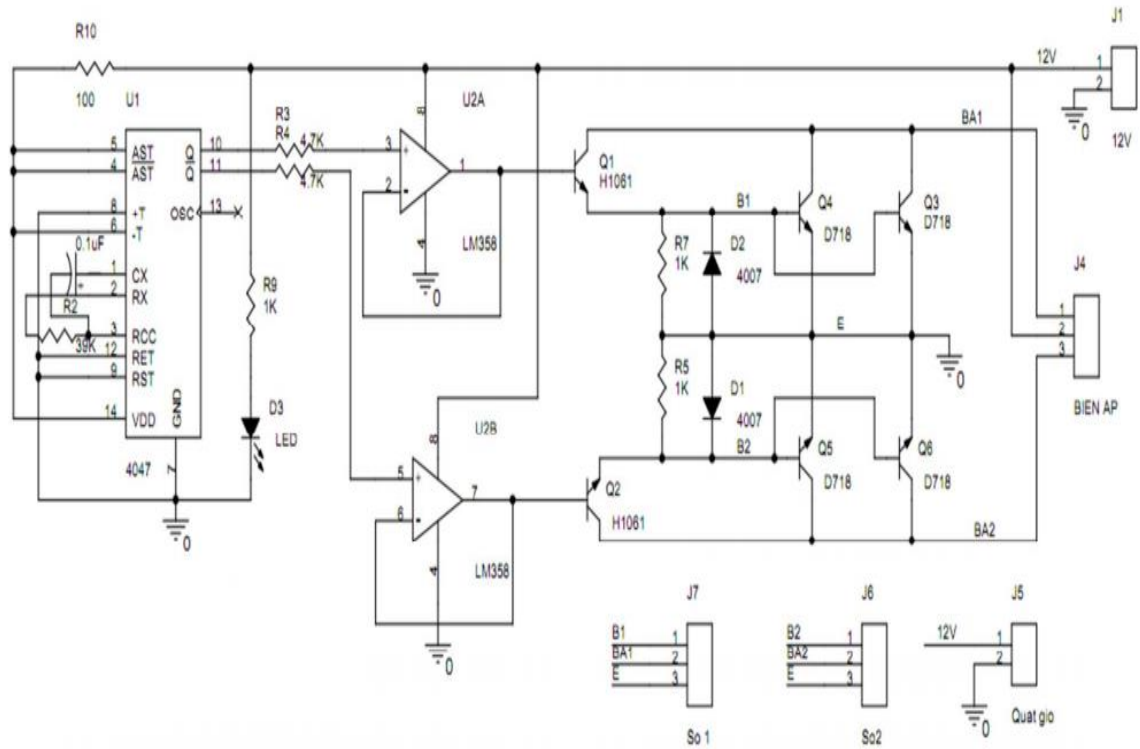 R10
100
U1
5
AST
4
AST
8
+T
6
-T
0.1uF
1
CX
+
2
RX
R2
39K
3
RCC
12
RET
9
RST
14
VDD
GND
7
4047
0
Q
10
Q
11
OSC
13
R3
R4
4.7K
4.7K
R9
1K
D3
LED
U2A
8
3
+
2
-
1
4
LM358
0
U2B
8
5
+
6
-
7
4
LM358
0
Q1
H1061
Q2
H1061
B1
R7
1K
D2
4007
E
R5
1K
D1
4007
B2
Q4
D718
Q3
D718
Q5
D718
Q6
D718
0
BA1
BA2
12V
J1
1
2
0
12V
J4
1
2
3
BIEN AP
J7
B1
1
BA1
2
E
3
So 1
J6
B2
1
BA2
2
E
3
So2
J5
12V
1
2
0
Quat gio